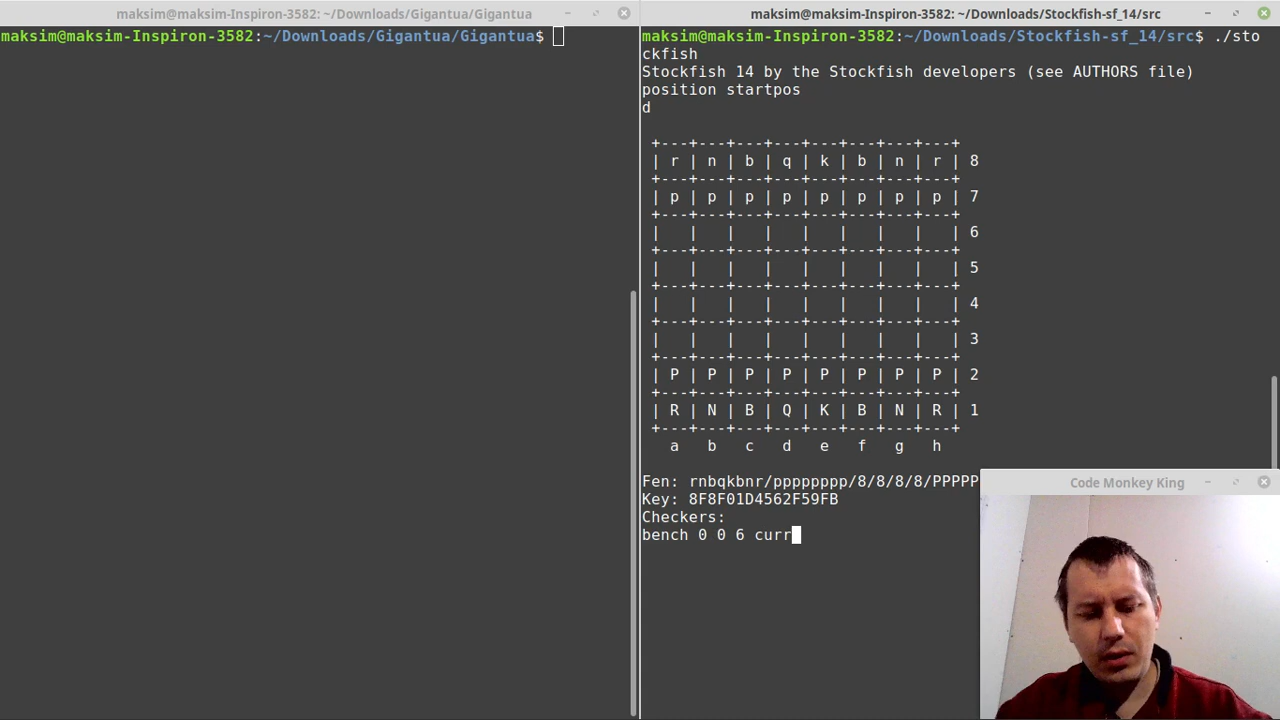 maksim@maksim-Inspiron-3582: ~/Downloads/Gigantua/Gigantua
maksim@maksim-Inspiron-3582:~/Downloads/Gigantua/Gigantua$
maksim@maksim-Inspiron-3582: ~/Downloads/Stockfish-sf_14/src
maksim@maksim-Inspiron-3582:~/Downloads/Stockfish-sf_14/src$ ./sto
ckfish
Stockfish 14 by the Stockfish developers (see AUTHORS file)
position startpos
d
+---+---+---+---+---+---+---+---+
| r | n | b | q | k | b | n | r | 8
+---+---+---+---+---+---+---+---+
| p | p | p | p | p | p | p | p | 7
+---+---+---+---+---+---+---+---+
|   |   |   |   |   |   |   |   | 6
+---+---+---+---+---+---+---+---+
|   |   |   |   |   |   |   |   | 5
+---+---+---+---+---+---+---+---+
|   |   |   |   |   |   |   |   | 4
+---+---+---+---+---+---+---+---+
|   |   |   |   |   |   |   |   | 3
+---+---+---+---+---+---+---+---+
| P | P | P | P | P | P | P | P | 2
+---+---+---+---+---+---+---+---+
| R | N | B | Q | K | B | N | R | 1
+---+---+---+---+---+---+---+---+
a   b   c   d   e   f   g   h
Fen: rnbqkbnr/pppppppp/8/8/8/8/PPPPP
Key: 8F8F01D4562F59FB
Checkers:
bench 0 0 6 curr
Code Monkey King